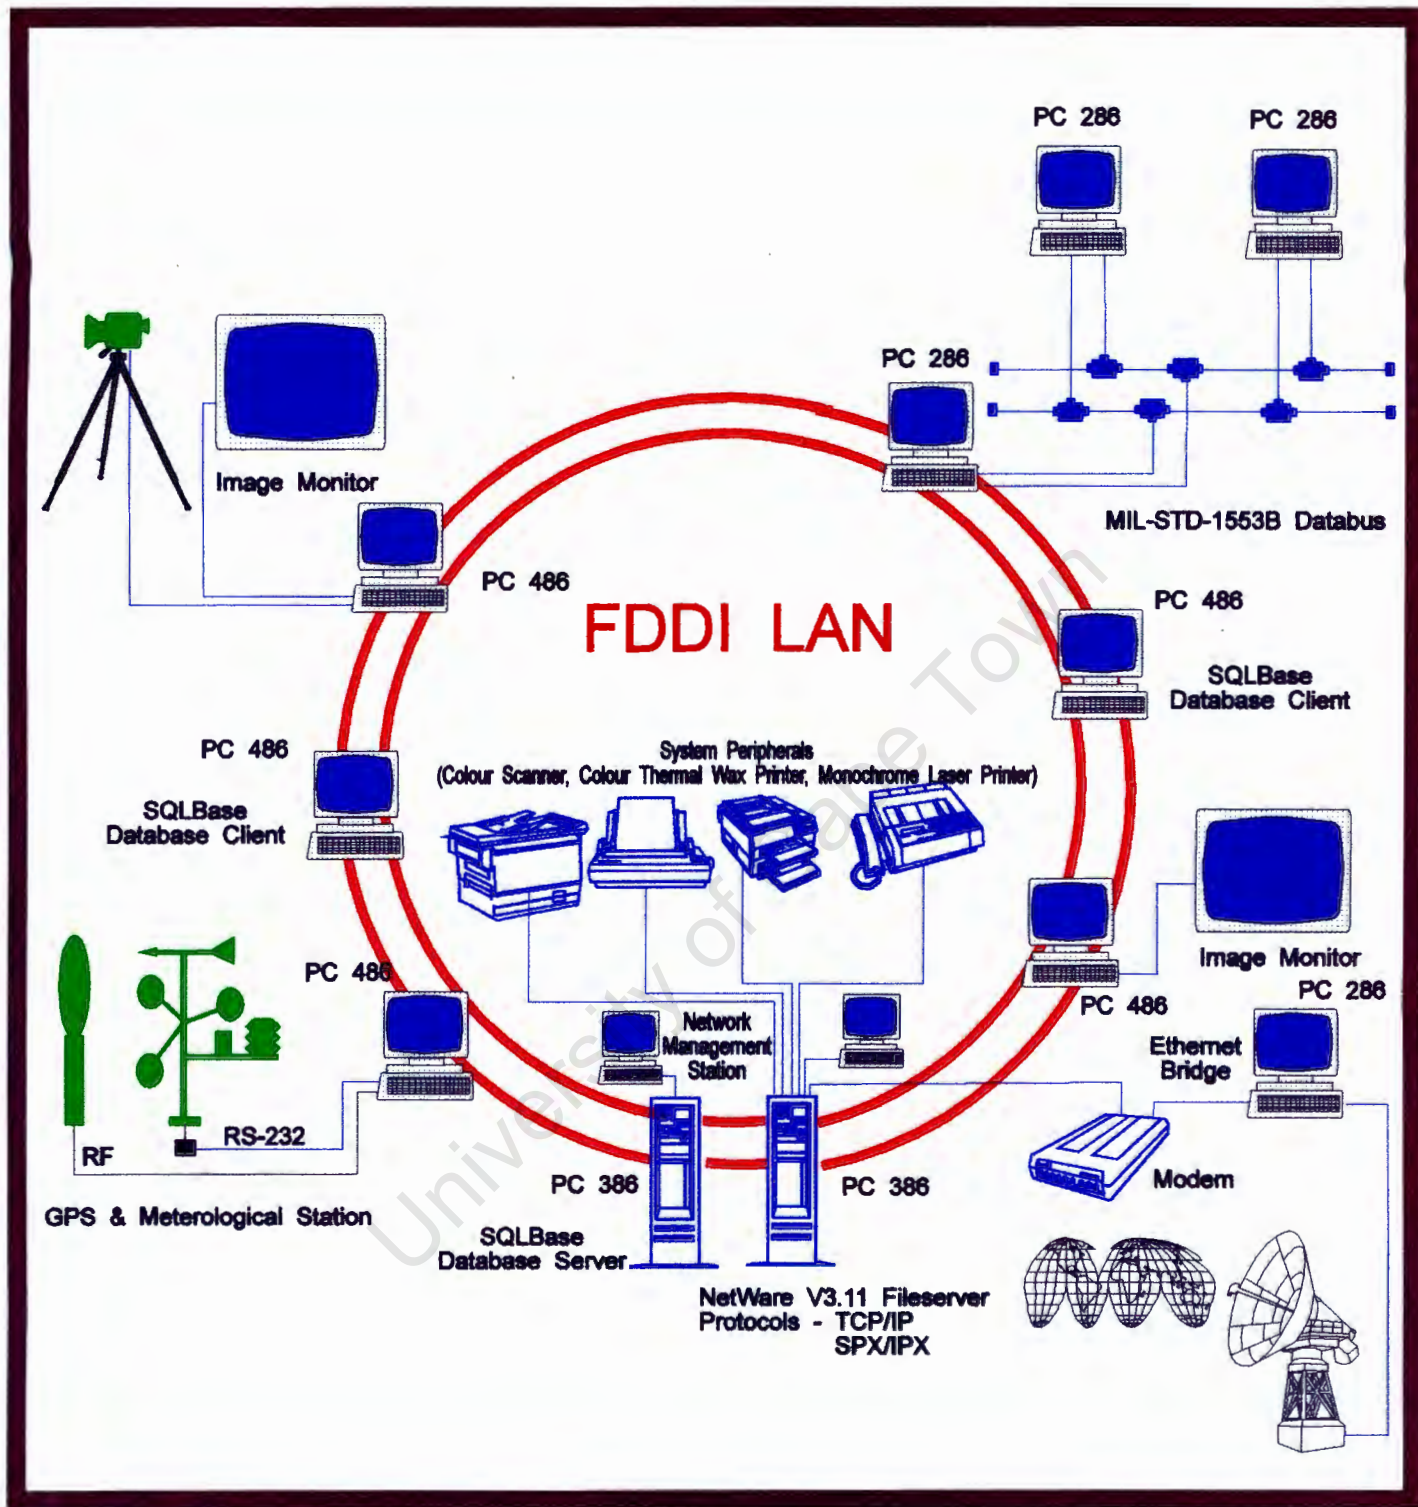 PC 286
PC 286
PC 286
Image Monitor
MIL-STD-1553B Databus
PC 486
PC 486
FDDI LAN
SQLBase
Database Client
PC 486
SQLBase
Database Client
System Peripherals
(Colour Scanner, Colour Thermal Wax Printer, Monochrome Laser Printer)
Image Monitor
PC 486
PC 486
PC 286
Network
Management
Station
Ethernet
Bridge
RS-232
RF
PC 386
PC 386
Modem
GPS & Meterological Station
SQLBase
Database Server
NetWare V3.11 Fileserver
Protocols - TCP/IP
SPX/IPX
University of Cape Town